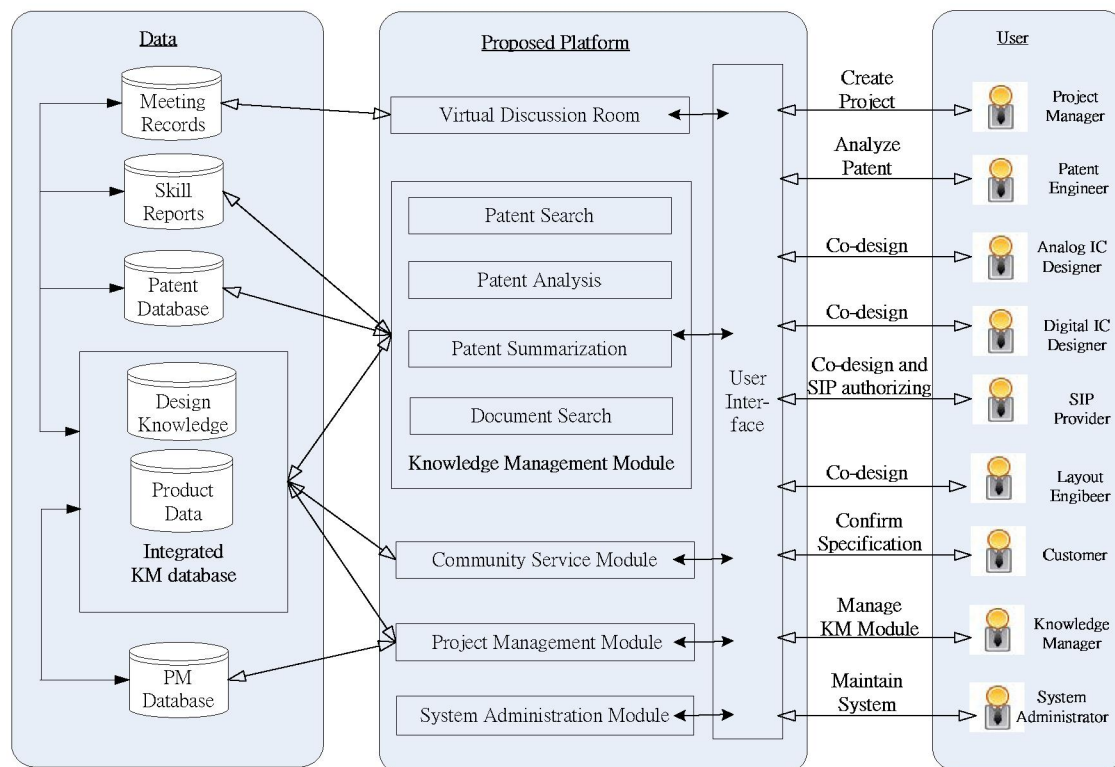 Data
Meeting
Records
Skill
Reports
Patent
Database
Design
Knowledge
Product
Data
Integrated
KM database
PM
Database
Proposed Platform
Virtual Discussion Room
Patent Search
Patent Analysis
Patent Summarization
Document Search
Knowledge Management Module
Community Service Module
Project Management Module
System Administration Module
User
Inter-
face
Create
Project
Analyze
Patent
Co-design
Co-design
Co-design and
SIP authorizing
Co-design
Confirm
Specification
Manage
KM Module
Maintain
System
User
Project
Manager
Patent
Engineer
Analog IC
Designer
Digital IC
Designer
SIP
Provider
Layout
Engibeer
Customer
Knowledge
Manager
System
Administrator